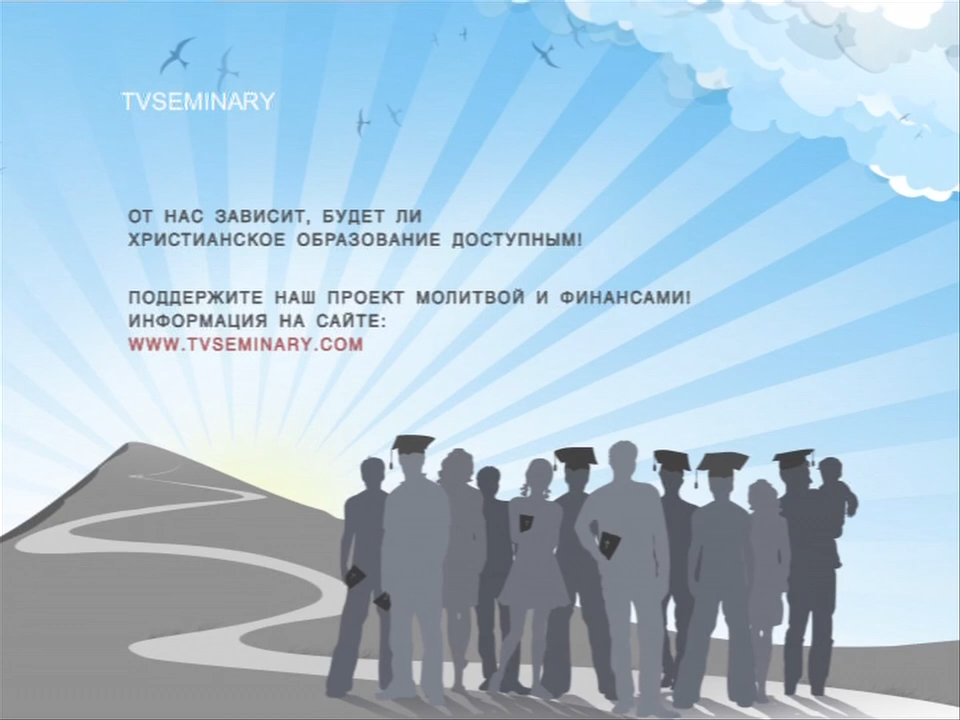 TVSEMINARY
ОТ НАС ЗАВИСИТ, БУДЕТ ЛИ
ХРИСТИАНСКОЕ ОБРАЗОВАНИЕ ДОСТУПНЫМ!
ПОДДЕРЖИТЕ НАШ ПРОЕКТ МОЛИТВОЙ И ФИНАНСАМИ!
ИНФОРМАЦИЯ НА САЙТЕ:
WWW.TVSEMINARY.COM